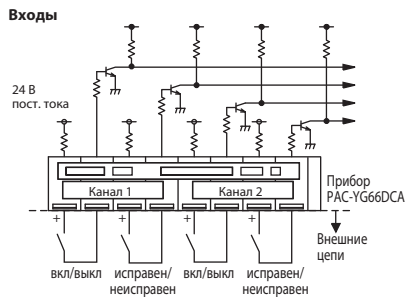 Входы
24 В
пост. тока
Канал 1
Канал 2
Прибор
PAC-YG66DCA
+
+
+
+
Внешние
цепи
вкл/выкл
исправен/
неисправен
вкл/выкл
исправен/
неисправен